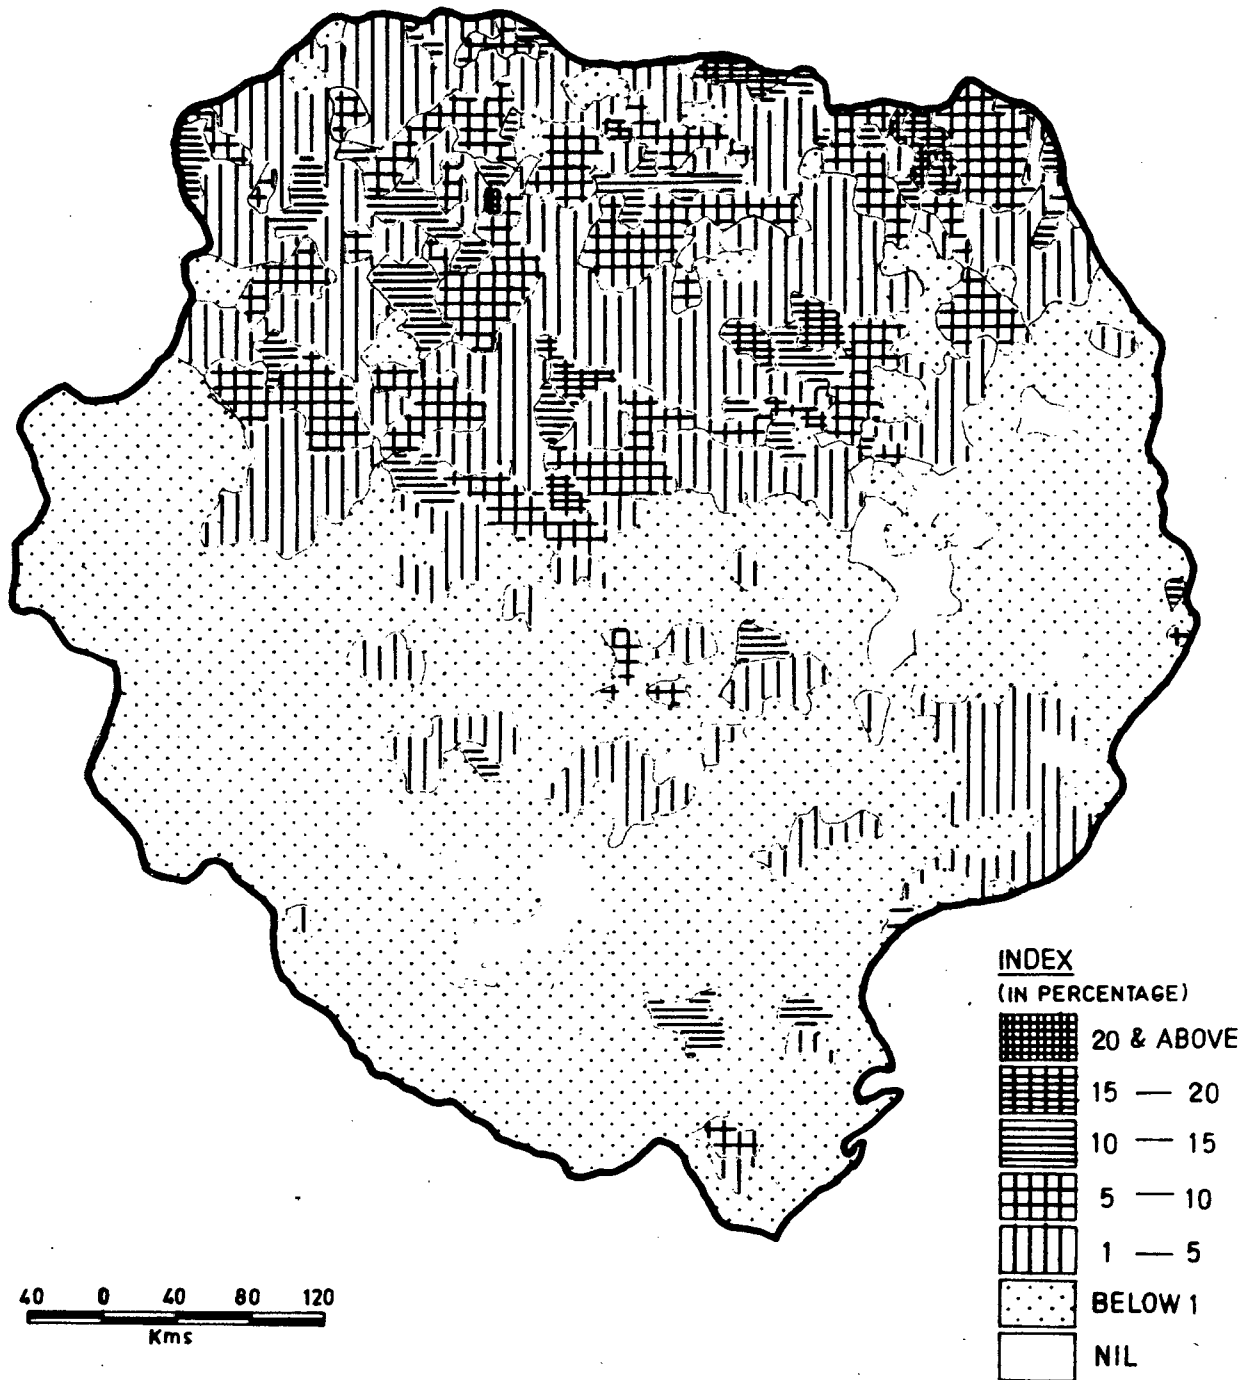 INDEX
(IN PERCENTAGE)
20 & ABOVE
15 — 20
10 — 15
5 — 10
1 — 5
BELOW 1
NIL
40 0 40 80 120
Kms